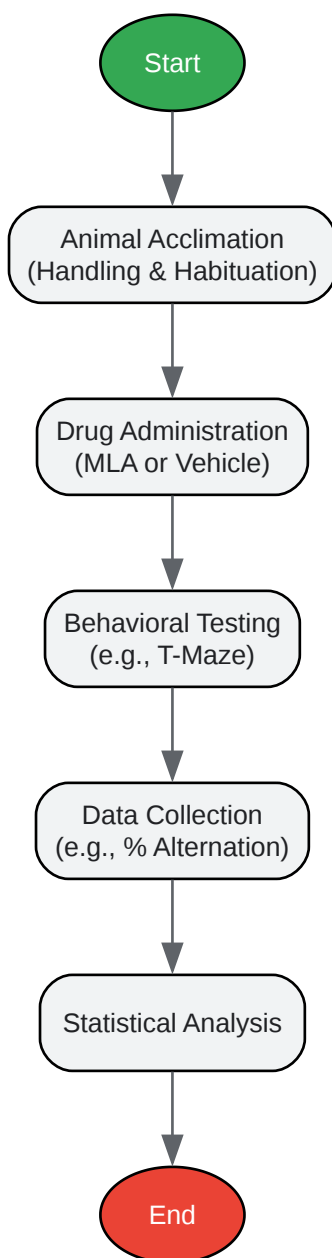 Start
Animal Acclimation
(Handling & Habituation)
Drug Administration
(MLA or Vehicle)
Behavioral Testing
(e.g., T-Maze)
Data Collection
(e.g., % Alternation)
Statistical Analysis
End